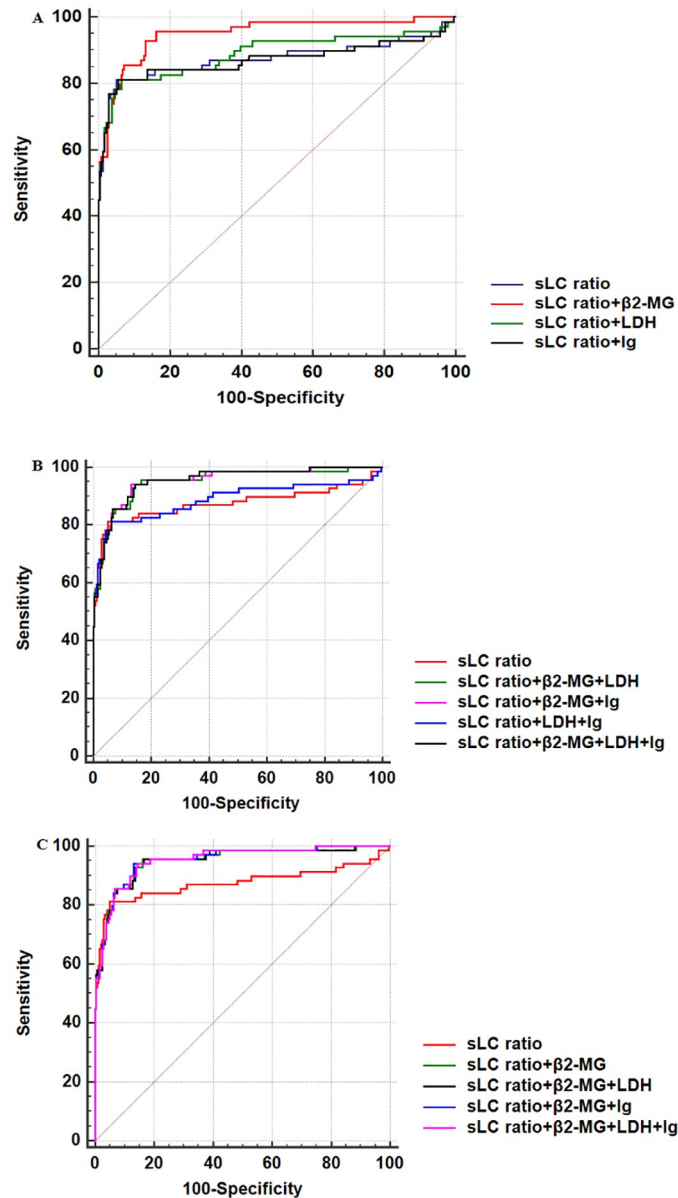 A
100
80
60
40
20
0
Sensitivity
0 20 40 60 80 100
100-Specificity
sLC ratio
sLC ratio+β2-MG
sLC ratio+LDH
sLC ratio+Ig
B
100
80
60
40
20
0
Sensitivity
0 20 40 60 80 100
100-Specificity
sLC ratio
sLC ratio+β2-MG+LDH
sLC ratio+β2-MG+Ig
sLC ratio+LDH+Ig
sLC ratio+β2-MG+LDH+Ig
C
100
80
60
40
20
0
Sensitivity
0 20 40 60 80 100
100-Specificity
sLC ratio
sLC ratio+β2-MG
sLC ratio+β2-MG+LDH
sLC ratio+β2-MG+Ig
sLC ratio+β2-MG+LDH+Ig